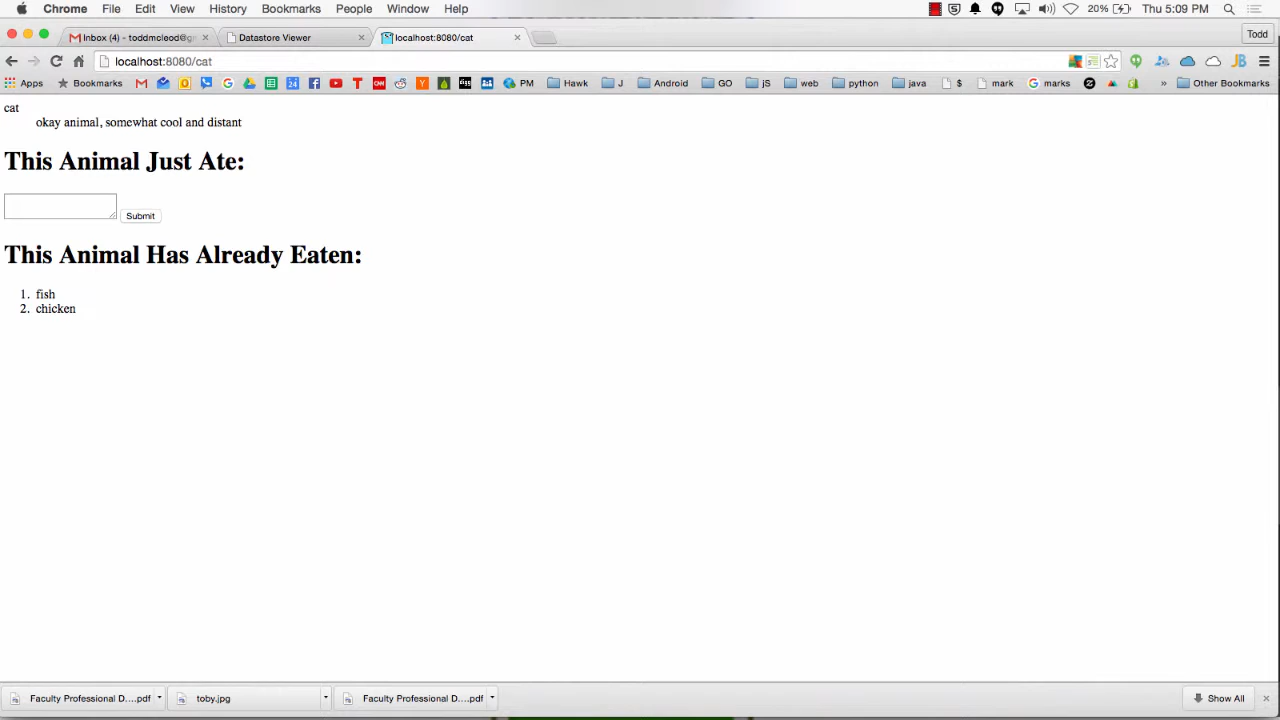 Chrome File Edit View History Bookmarks People Window Help 20% Thu 5:09 PM
Inbox (4) - toddmcleod@g Datastore Viewer localhost:8080/cat Todd
localhost:8080/cat
Apps Bookmarks 24 PM Hawk J Android GO jS web python java $ mark marks » Other Bookmarks
cat
okay animal, somewhat cool and distant
This Animal Just Ate:
Submit
This Animal Has Already Eaten:
1. fish
2. chicken
Faculty Professional D....pdf toby.jpg Faculty Professional D....pdf Show All